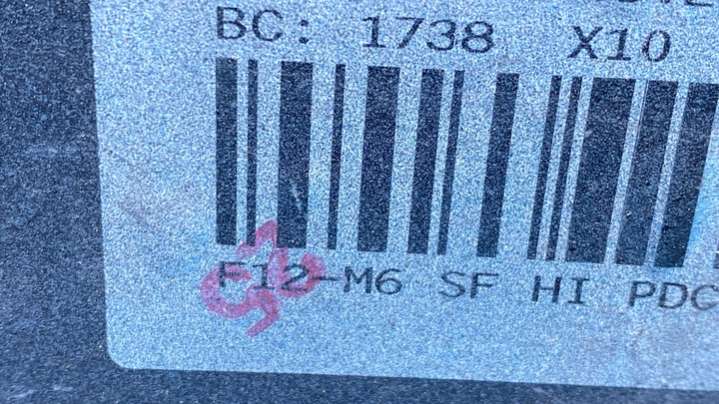 BC: 1738 X10
F12-M6 SF HI PDC